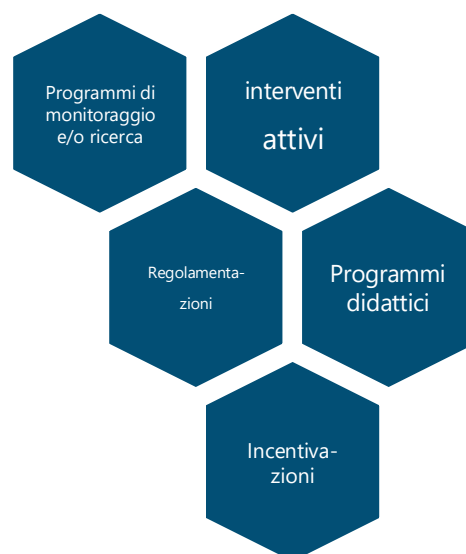 Programmi di
monitoraggio
e/o ricerca
interventi
attivi
Regolamenta-
zioni
Programmi
didattici
Incentiva-
zioni